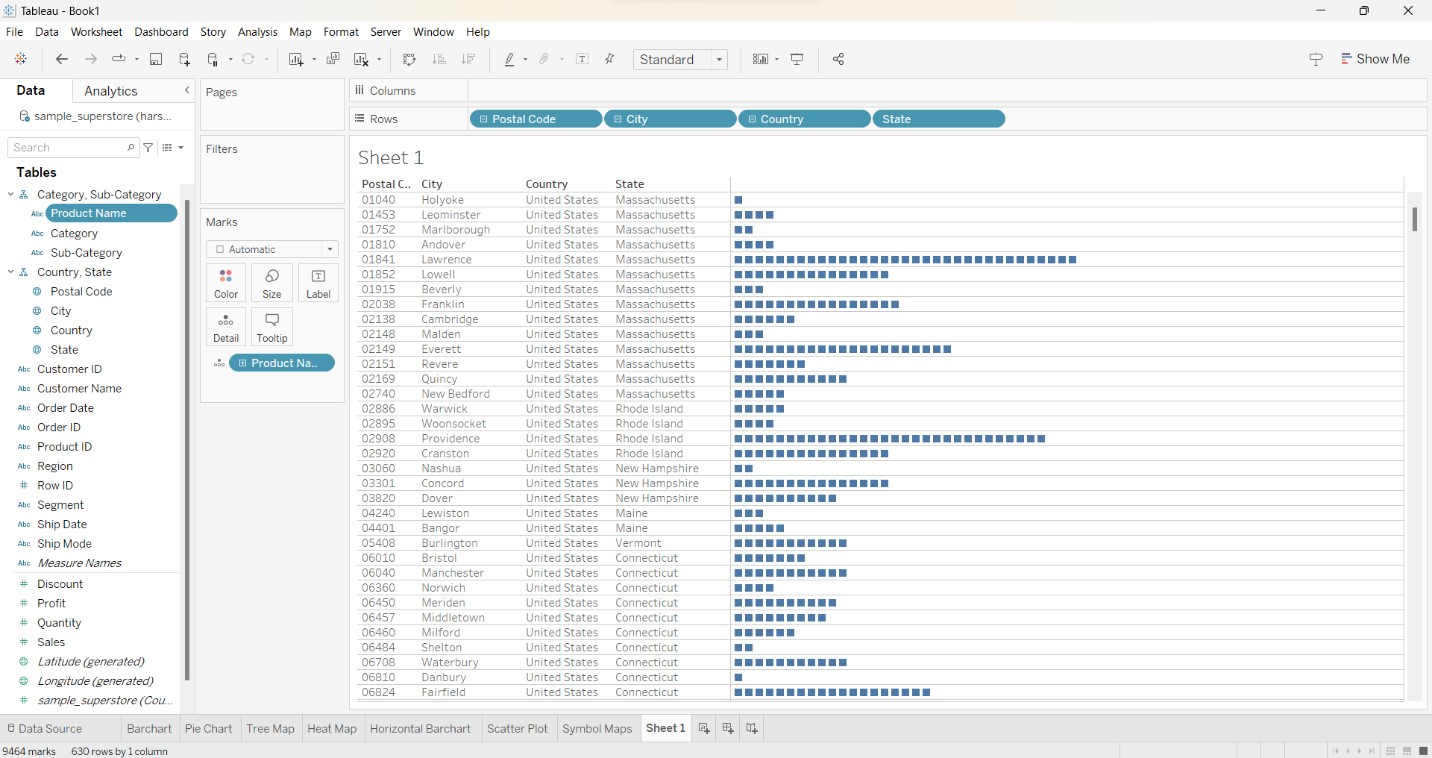 Tableau - Book1
File Data Worksheet Dashboard Story Analysis Map Format Server Window Help
Standard
Show Me
Data Analytics
sample_superstore (hars...
Search
Tables
Category, Sub-Category
Abc Product Name
Abc Category
Abc Sub-Category
Country, State
Postal Code
City
Country
State
Abc Customer ID
Abc Customer Name
Abc Order Date
Abc Order ID
Abc Product ID
Abc Region
# Row ID
Abc Segment
Abc Ship Date
Abc Ship Mode
Abc Measure Names
# Discount
# Profit
# Quantity
# Sales
Latitude (generated)
Longitude (generated)
# sample_superstore (Cou...
Pages
Filters
Marks
Automatic
Color Size Label
Detail Tooltip
Product Na..
Columns
Rows Postal Code City Country State
Sheet 1
Postal C.. City Country State
01040 Holyoke United States Massachusetts
01453 Leominster United States Massachusetts
01752 Marlborough United States Massachusetts
01810 Andover United States Massachusetts
01841 Lawrence United States Massachusetts
01852 Lowell United States Massachusetts
01915 Beverly United States Massachusetts
02038 Franklin United States Massachusetts
02138 Cambridge United States Massachusetts
02148 Malden United States Massachusetts
02149 Everett United States Massachusetts
02151 Revere United States Massachusetts
02169 Quincy United States Massachusetts
02740 New Bedford United States Massachusetts
02886 Warwick United States Rhode Island
02895 Woonsocket United States Rhode Island
02908 Providence United States Rhode Island
02920 Cranston United States Rhode Island
03060 Nashua United States New Hampshire
03301 Concord United States New Hampshire
03820 Dover United States New Hampshire
04240 Lewiston United States Maine
04401 Bangor United States Maine
05408 Burlington United States Vermont
06010 Bristol United States Connecticut
06040 Manchester United States Connecticut
06360 Norwich United States Connecticut
06450 Meriden United States Connecticut
06457 Middletown United States Connecticut
06460 Milford United States Connecticut
06484 Shelton United States Connecticut
06708 Waterbury United States Connecticut
06810 Danbury United States Connecticut
06824 Fairfield United States Connecticut
Data Source Barchart Pie Chart Tree Map Heat Map Horizontal Barchart Scatter Plot Symbol Maps Sheet 1
9464 marks 630 rows by 1 column